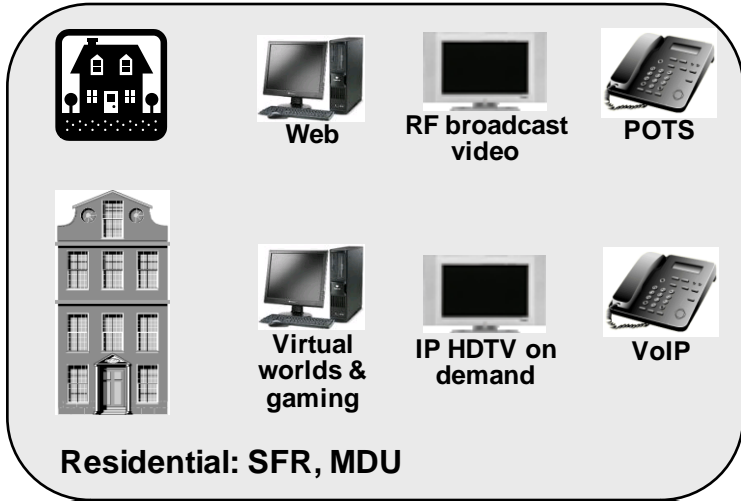 Web
RF broadcast
video
POTS
Virtual
worlds &
gaming
IP HDTV on
demand
VoIP
Residential: SFR, MDU